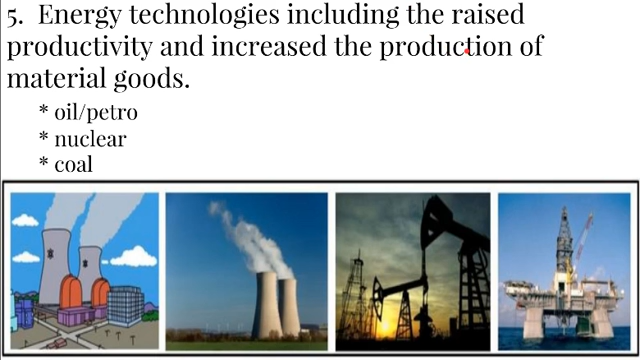 5. Energy technologies including the raised
productivity and increased the production of
material goods.
* oil/petro
* nuclear
* coal